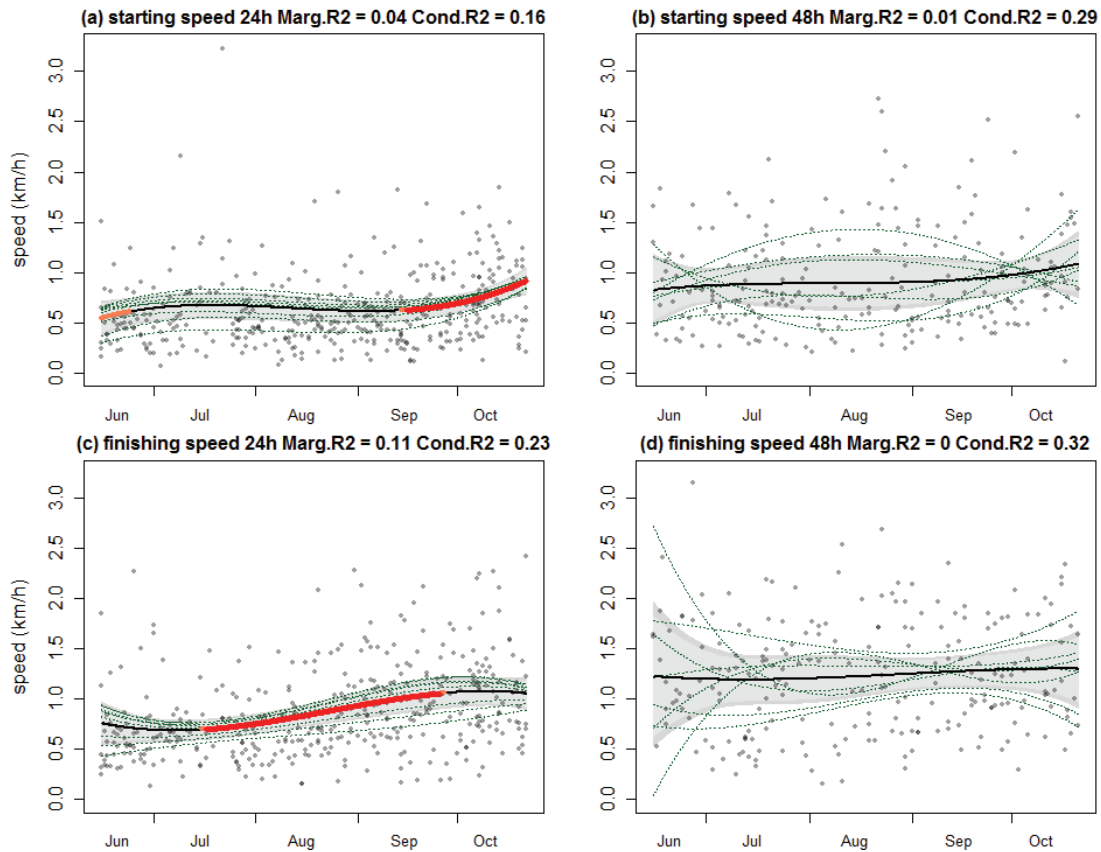 (a) starting speed 24h Marg.R2 = 0.04 Cond.R2 = 0.16
(b) starting speed 48h Marg.R2 = 0.01 Cond.R2 = 0.29
speed (km/h)
3.0
2.5
2.0
1.5
1.0
0.5
0.0
3.0
2.5
2.0
1.5
1.0
0.5
0.0
Jun Jul Aug Sep Oct
Jun Jul Aug Sep Oct
(c) finishing speed 24h Marg.R2 = 0.11 Cond.R2 = 0.23
(d) finishing speed 48h Marg.R2 = 0 Cond.R2 = 0.32
speed (km/h)
3.0
2.5
2.0
1.5
1.0
0.5
0.0
3.0
2.5
2.0
1.5
1.0
0.5
0.0
Jun Jul Aug Sep Oct
Jun Jul Aug Sep Oct